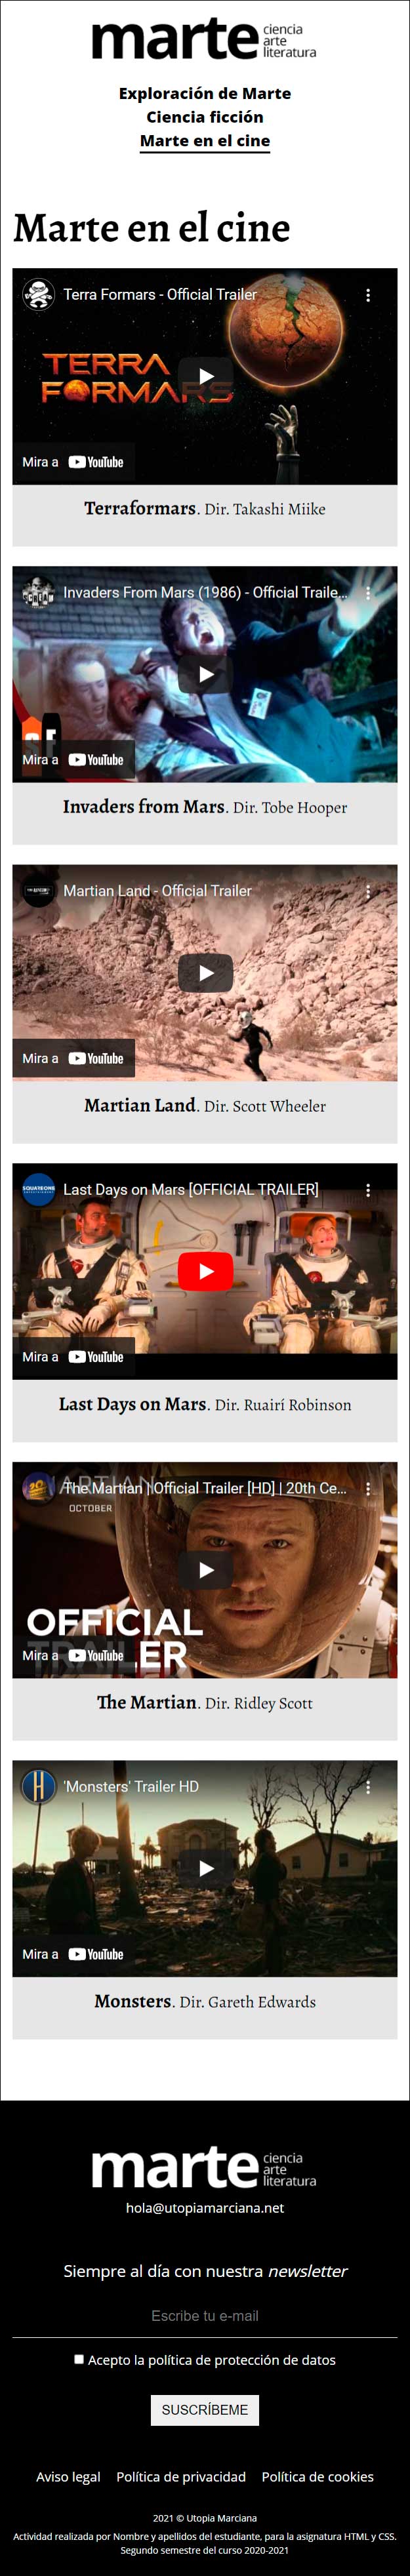 marte ciencia
arte
literatura
Exploración de Marte
Ciencia ficción
Marte en el cine
Marte en el cine
Terra Formars - Official Trailer
TERRA
FORMARS
Mira a YouTube
Terraformars. Dir. Takashi Miike
SCREAM
Invaders From Mars (1986) - Official Traile...
sf
Mira a YouTube
Invaders from Mars. Dir. Tobe Hooper
Martian Land - Official Trailer
Mira a YouTube
Martian Land. Dir. Scott Wheeler
SQUAREONE
ENTERTAINMENT
Last Days on Mars [OFFICIAL TRAILER]
Mira a YouTube
Last Days on Mars. Dir. Ruairí Robinson
The Martian | Official Trailer [HD] | 20th Ce...
MARTIAN
OCTOBER
OFFICIAL
TRAILER
Mira a YouTube
The Martian. Dir. Ridley Scott
H
'Monsters' Trailer HD
Mira a YouTube
Monsters. Dir. Gareth Edwards
marte ciencia
arte
literatura
hola@utopiamarciana.net
Siempre al día con nuestra newsletter
Escribe tu e-mail
Acepto la política de protección de datos
SUSCRÍBEME
Aviso legal Política de privacidad Política de cookies
2021 © Utopia Marciana
Actividad realizada por Nombre y apellidos del estudiante, para la asignatura HTML y CSS.
Segundo semestre del curso 2020-2021